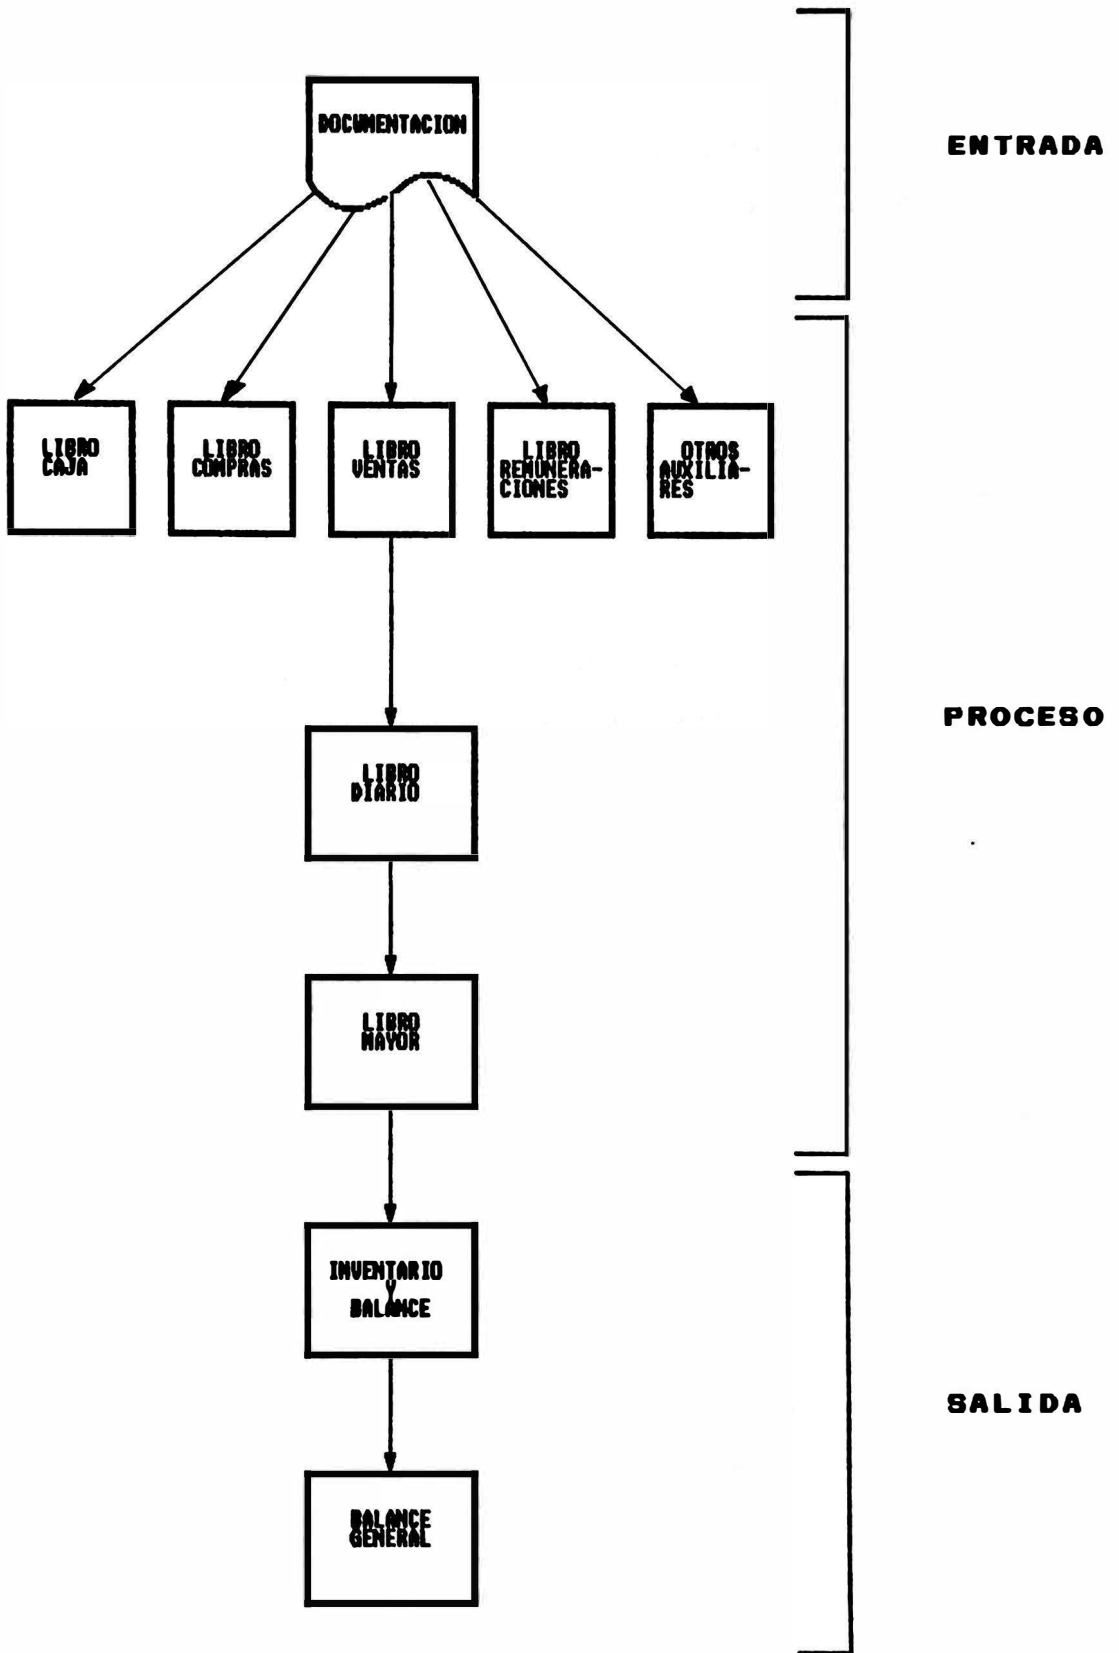 DOCUMENTACION
ENTRADA
LIBRO
CAJA
LIBRO
COMPRAS
LIBRO
VENTAS
LIBRO
REMUNERA-
CIONES
OTROS
AUXILIA-
RES
PROCESO
LIBRO
DIARIO
LIBRO
MAYOR
INVENTARIO
Y
BALANCE
SALIDA
BALANCE
GENERAL